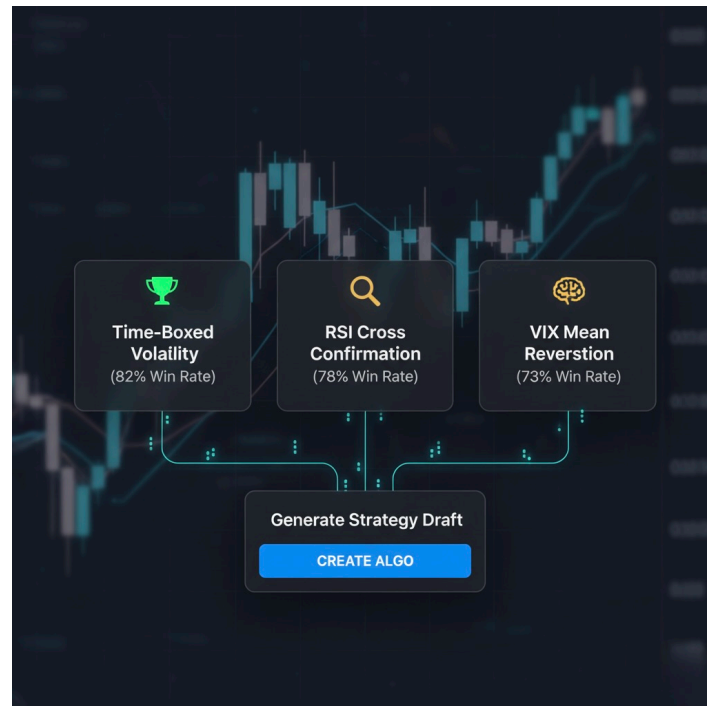 Time-Boxed
Volaility
(82% Win Rate)
RSI Cross
Confirmation
(78% Win Rate)
VIX Mean
Reverstion
(73% Win Rate)
Generate Strategy Draft
CREATE ALGO